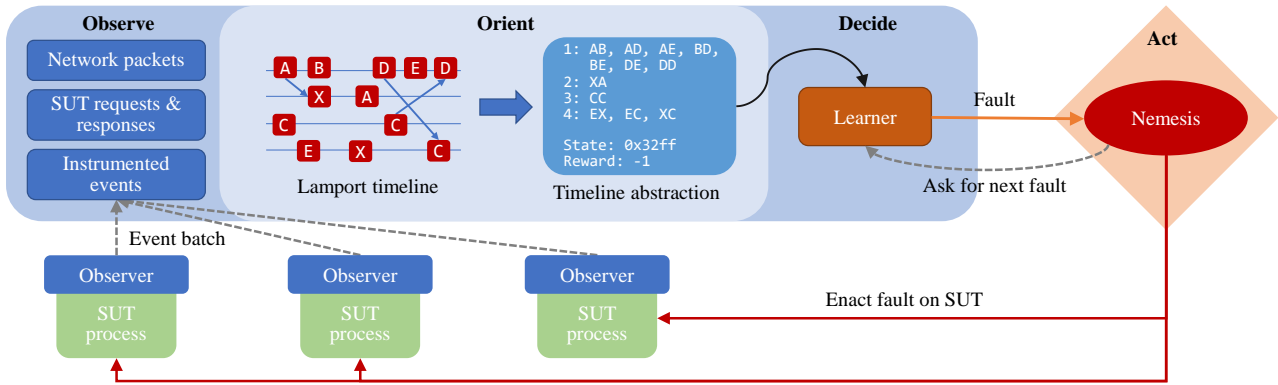 Observe
Orient
Decide
Act
Network packets
SUT requests &
responses
Instrumented
events
A B D E D
X A
C C
E X C
Lamport timeline
1: AB, AD, AE, BD,
BE, DE, DD
2: XA
3: CC
4: EX, EC, XC
State: 0x32ff
Reward: -1
Timeline abstraction
Learner
Fault
Nemesis
Ask for next fault
Event batch
Observer
SUT
process
Observer
SUT
process
Observer
SUT
process
Enact fault on SUT